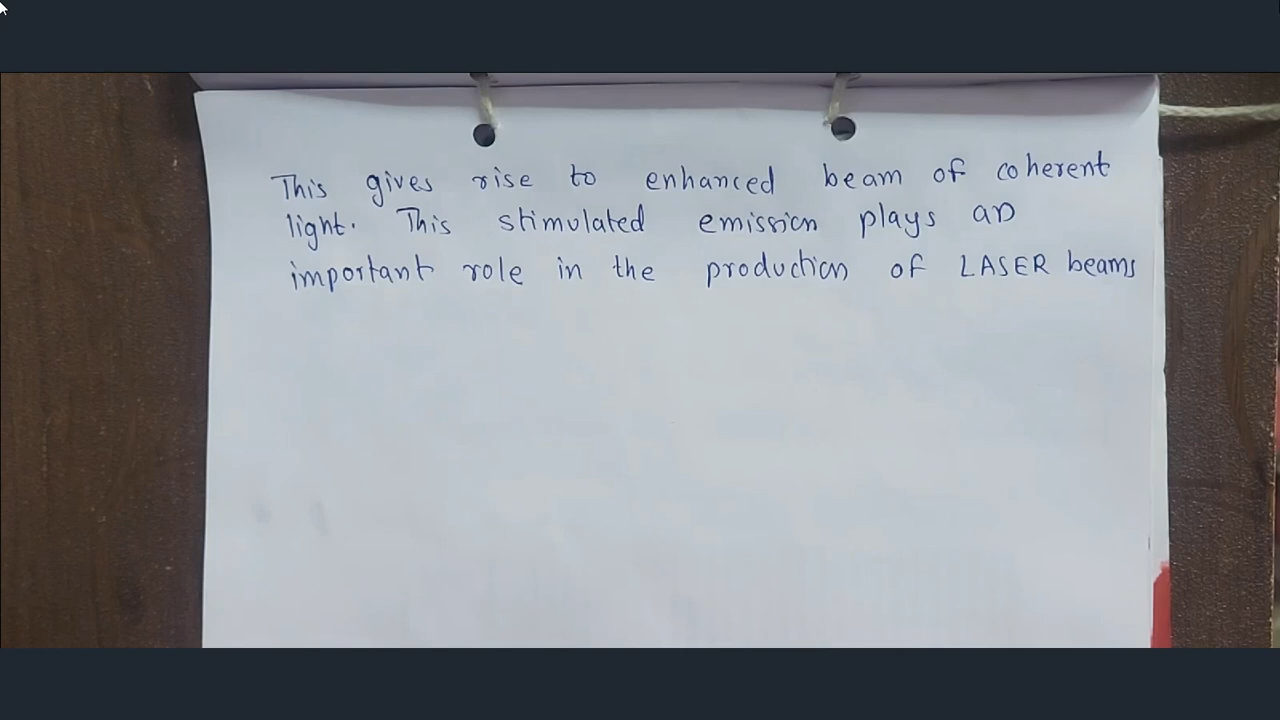 This gives rise to enhanced beam of coherent
light. This stimulated emission plays an
important role in the production of LASER beams